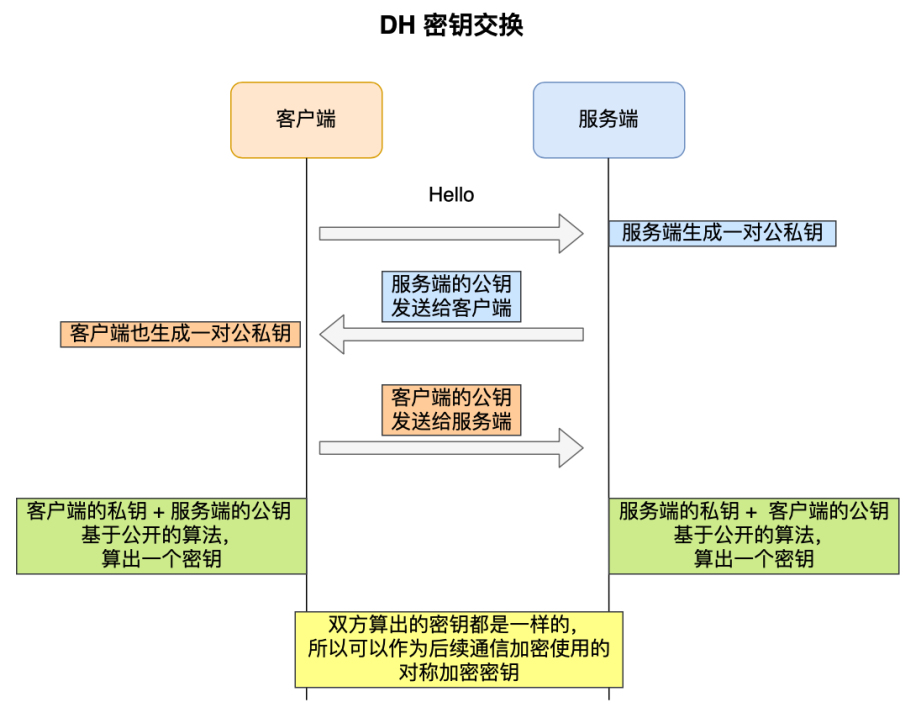 DH 密钥交换
客户端
服务端
Hello
服务端生成一对公私钥
服务端的公钥
发送给客户端
客户端也生成一对公私钥
客户端的公钥
发送给服务端
客户端的私钥 + 服务端的公钥
基于公开的算法，
算出一个密钥
服务端的私钥 + 客户端的公钥
基于公开的算法，
算出一个密钥
双方算出的密钥都是一样的，
所以可以作为后续通信加密使用的
对称加密密钥